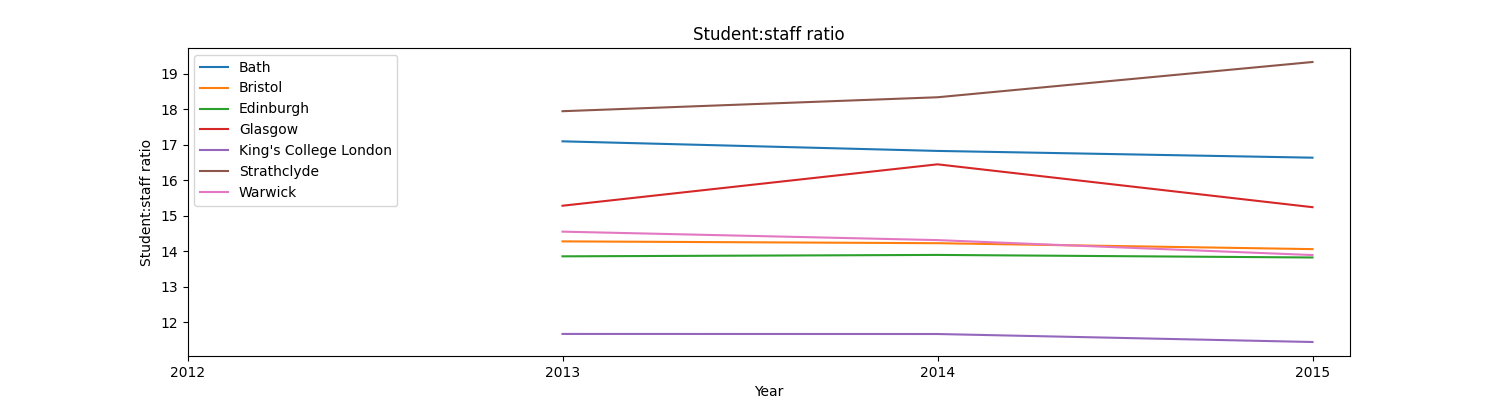 Student:staff ratio
Bath
Bristol
Edinburgh
Glasgow
King's College London
Strathclyde
Warwick
Student:staff ratio
19
18
17
16
15
14
13
12
2012
2013
2014
2015
Year